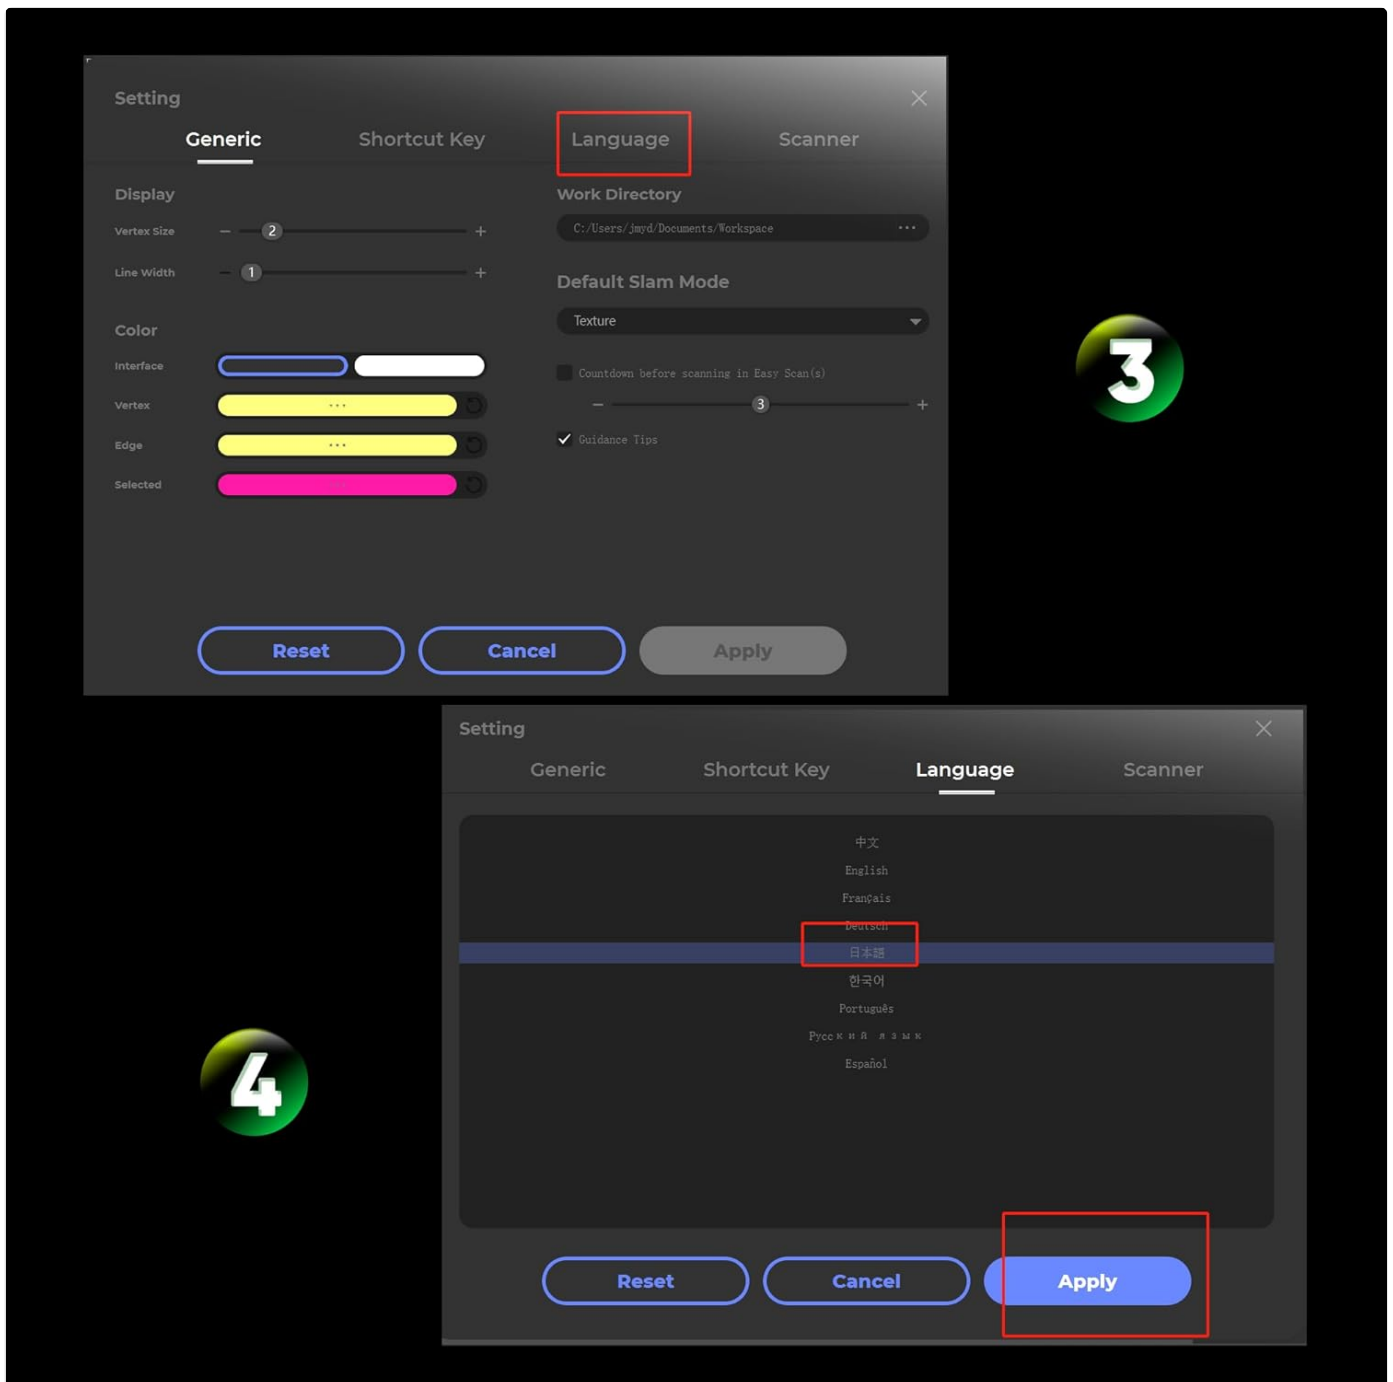 Setting
Generic Shortcut Key Language Scanner
Display
Vertex Size 2
Line Width 1
Color
Interface
Vertex
Edge
Selected
Work Directory
C:/Users/jmyd/Documents/Workspace ...
Default Slam Mode
Texture
Countdown before scanning in Easy Scan(s)
3
Guidance Tips
Reset Cancel Apply
3
Setting
Generic Shortcut Key Language Scanner
中文
English
Français
Deutsch
日本語
한국어
Português
Русский язык
Español
Reset Cancel Apply
4